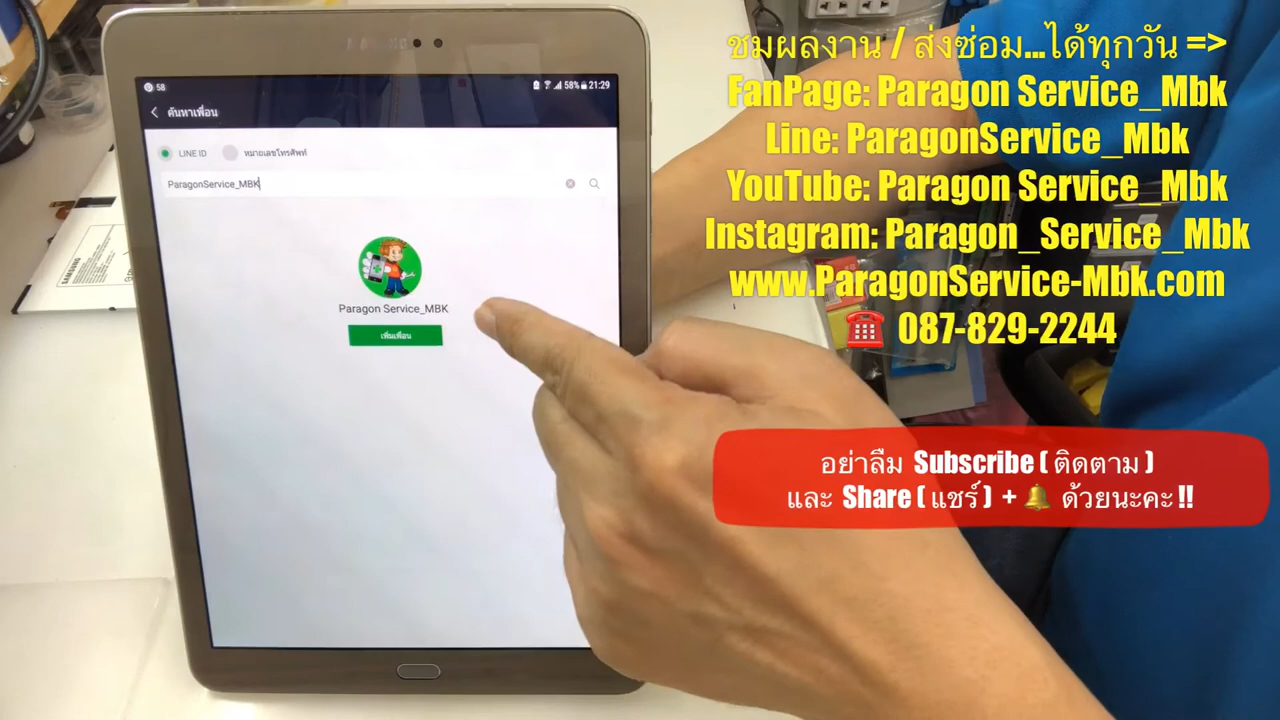 ชมผลงาน / ส่งซ่อม...ได้ทุกวัน =>
FanPage: Paragon Service_Mbk
Line: ParagonService_Mbk
YouTube: Paragon Service_Mbk
Instagram: Paragon_Service_Mbk
www.ParagonService-Mbk.com
☎️ 087-829-2244
อย่าลืม Subscribe ( ติดตาม )
และ Share ( แชร์ ) + 🔔 ด้วยนะคะ !!
SAMSUNG
58 58% 21:29
ค้นหาเพื่อน
LINE ID หมายเลขโทรศัพท์
ParagonService_MBK
Paragon Service_MBK
เพิ่มเพื่อน
SAMSUNG